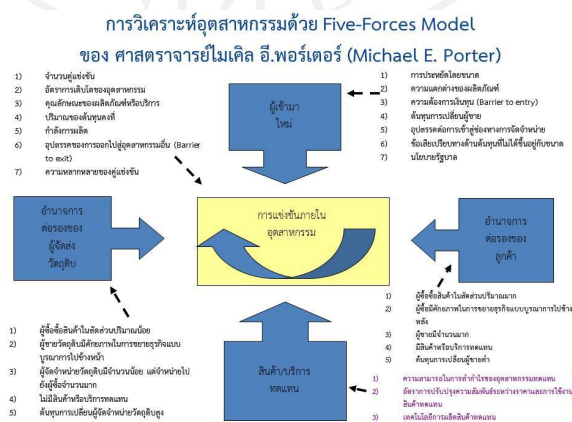 การวิเคราะห์อุตสาหกรรมด้วย Five-Forces Model
ของ ศาสตราจารย์ไมเคิล อี.พอร์เตอร์ (Michael E. Porter)
1) จำนวนคู่แข่งขัน
2) อัตราการเติบโตของอุตสาหกรรม
3) คุณลักษณะของผลิตภัณฑ์หรือบริการ
4) ปริมาณของต้นทุนคงที่
5) กำลังการผลิต
6) อุปสรรคของการออกไปสู่อุตสาหกรรมอื่น (Barrier
to exit)
7) ความหลากหลายของคู่แข่งขัน
ผู้เข้ามา
ใหม่
1) การประหยัดโดยขนาด
2) ความแตกต่างของผลิตภัณฑ์
3) ความต้องการเงินทุน (Barrier to entry)
4) ต้นทุนการเปลี่ยนผู้ขาย
5) อุปสรรคต่อการเข้าสู่ช่องทางการจัดจำหน่าย
6) ข้อเสียเปรียบทางด้านต้นทุนที่ไม่ได้ขึ้นอยู่กับขนาด
7) นโยบายรัฐบาล
อำนาจการ
ต่อรองของ
ผู้จัดส่ง
วัตถุดิบ
การแข่งขันภายใน
อุตสาหกรรม
อำนาจการ
ต่อรองของ
ลูกค้า
1) ผู้ซื้อซื้อสินค้าในสัดส่วนปริมาณน้อย
2) ผู้ขายวัตถุดิบมีศักยภาพในการขยายธุรกิจแบบ
บูรณาการไปข้างหน้า
3) ผู้จัดจำหน่ายวัตถุดิบมีจำนวนน้อย แต่จำหน่ายไป
ยังผู้ซื้อจำนวนมาก
4) ไม่มีสินค้าหรือบริการทดแทน
5) ต้นทุนการเปลี่ยนผู้จัดจำหน่ายวัตถุดิบสูง
สินค้า/บริการ
ทดแทน
1) ผู้ซื้อซื้อสินค้าในสัดส่วนปริมาณมาก
2) ผู้ซื้อมีศักยภาพในการขยายธุรกิจแบบบูรณาการไปข้าง
หลัง
3) ผู้ขายมีจำนวนมาก
4) มีสินค้าหรือบริการทดแทน
5) ต้นทุนการเปลี่ยนผู้ขายต่ำ
1) ความสามารถในการทำกำไรของอุตสาหกรรมทดแทน
2) อัตราการปรับปรุงความสัมพันธ์ระหว่างราคาและการใช้งาน
สินค้าทดแทน
3) เทคโนโลยีการผลิตสินค้าทดแทน